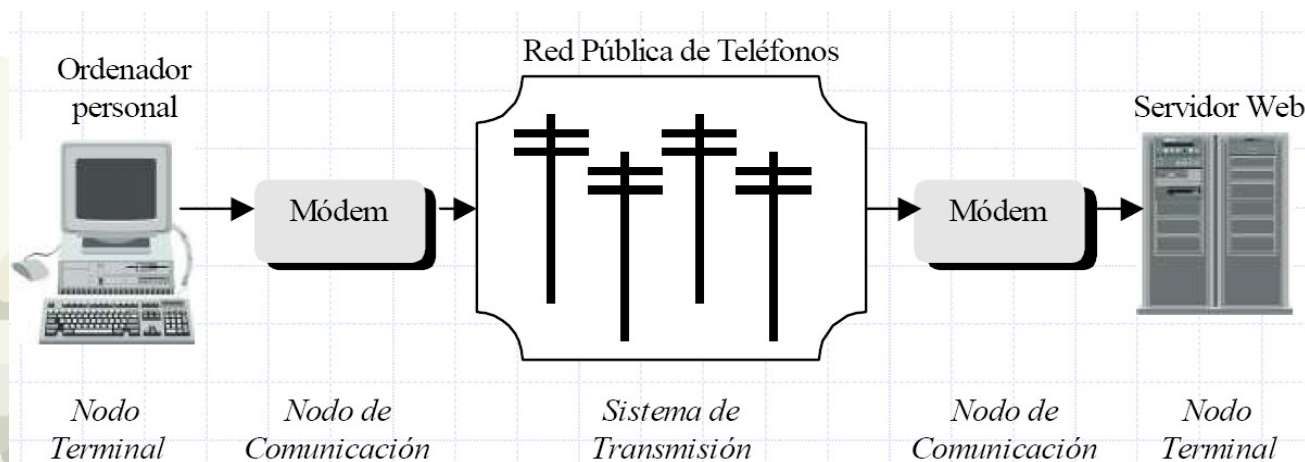 Red Pública de Teléfonos
Ordenador
personal
Servidor Web
Módem
Módem
Nodo
Terminal
Nodo de
Comunicación
Sistema de
Transmisión
Nodo de
Comunicación
Nodo
Terminal